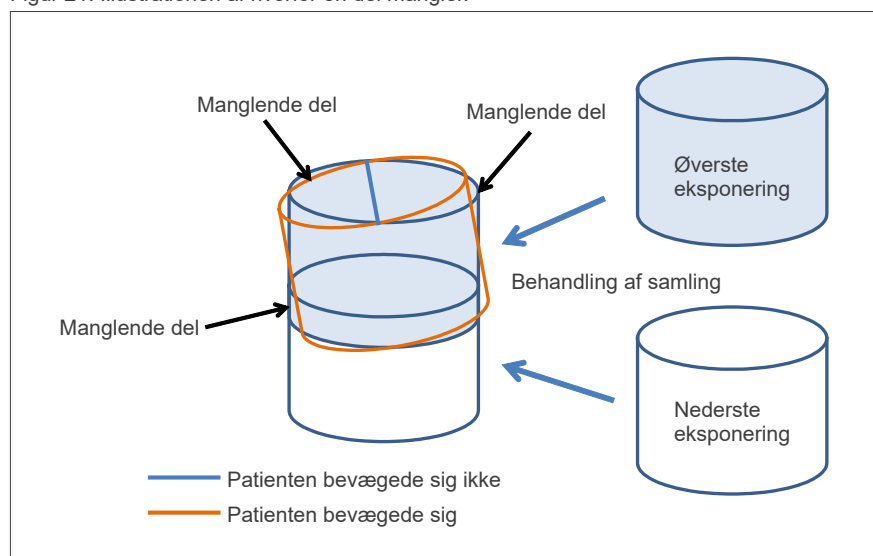 Manglende del
Manglende del
Øverste
eksponering
Behandling af samling
Manglende del
Nederste
eksponering
Patienten bevægede sig ikke
Patienten bevægede sig